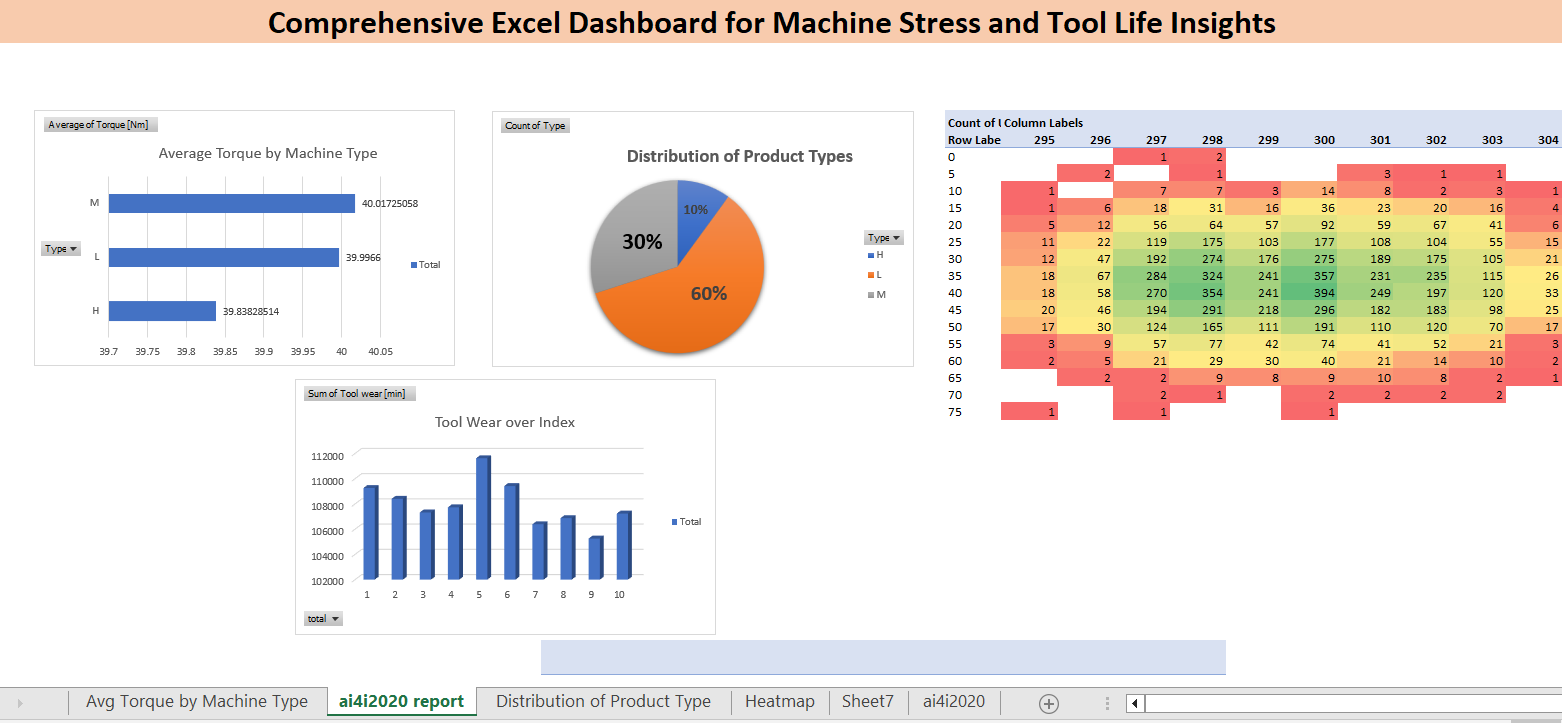 Comprehensive Excel Dashboard for Machine Stress and Tool Life Insights
Average of Torque [Nm]
Average Torque by Machine Type
M 40.01725058
Type
L 39.9966
Total
H 39.83828514
39.7 39.75 39.8 39.85 39.9 39.95 40 40.05
Count of Type
Distribution of Product Types
10%
30%
60%
Type
H
L
M
Count of U Column Labels
Row Labe 295 296 297 298 299 300 301 302 303 304
0 1 2
5 2 1 3 1 1
10 1 7 7 3 14 8 2 3 1
15 1 6 18 31 16 36 23 20 16 4
20 5 12 56 64 57 92 59 67 41 6
25 11 22 119 175 103 177 108 104 55 15
30 12 47 192 274 176 275 189 175 105 21
35 18 67 284 324 241 357 231 235 115 26
40 18 58 270 354 241 394 249 197 120 33
45 20 46 194 291 218 296 182 183 98 25
50 17 30 124 165 111 191 110 120 70 17
55 3 9 57 77 42 74 41 52 21 3
60 2 5 21 29 30 40 21 14 10 2
65 2 2 9 8 9 10 8 2 1
70 2 1 2 2 2 2
75 1 1 1
Sum of Tool wear [min]
Tool Wear over Index
112000
110000
108000
106000
104000
102000
1 2 3 4 5 6 7 8 9 10
Total
total
Avg Torque by Machine Type ai4i2020 report Distribution of Product Type Heatmap Sheet7 ai4i2020